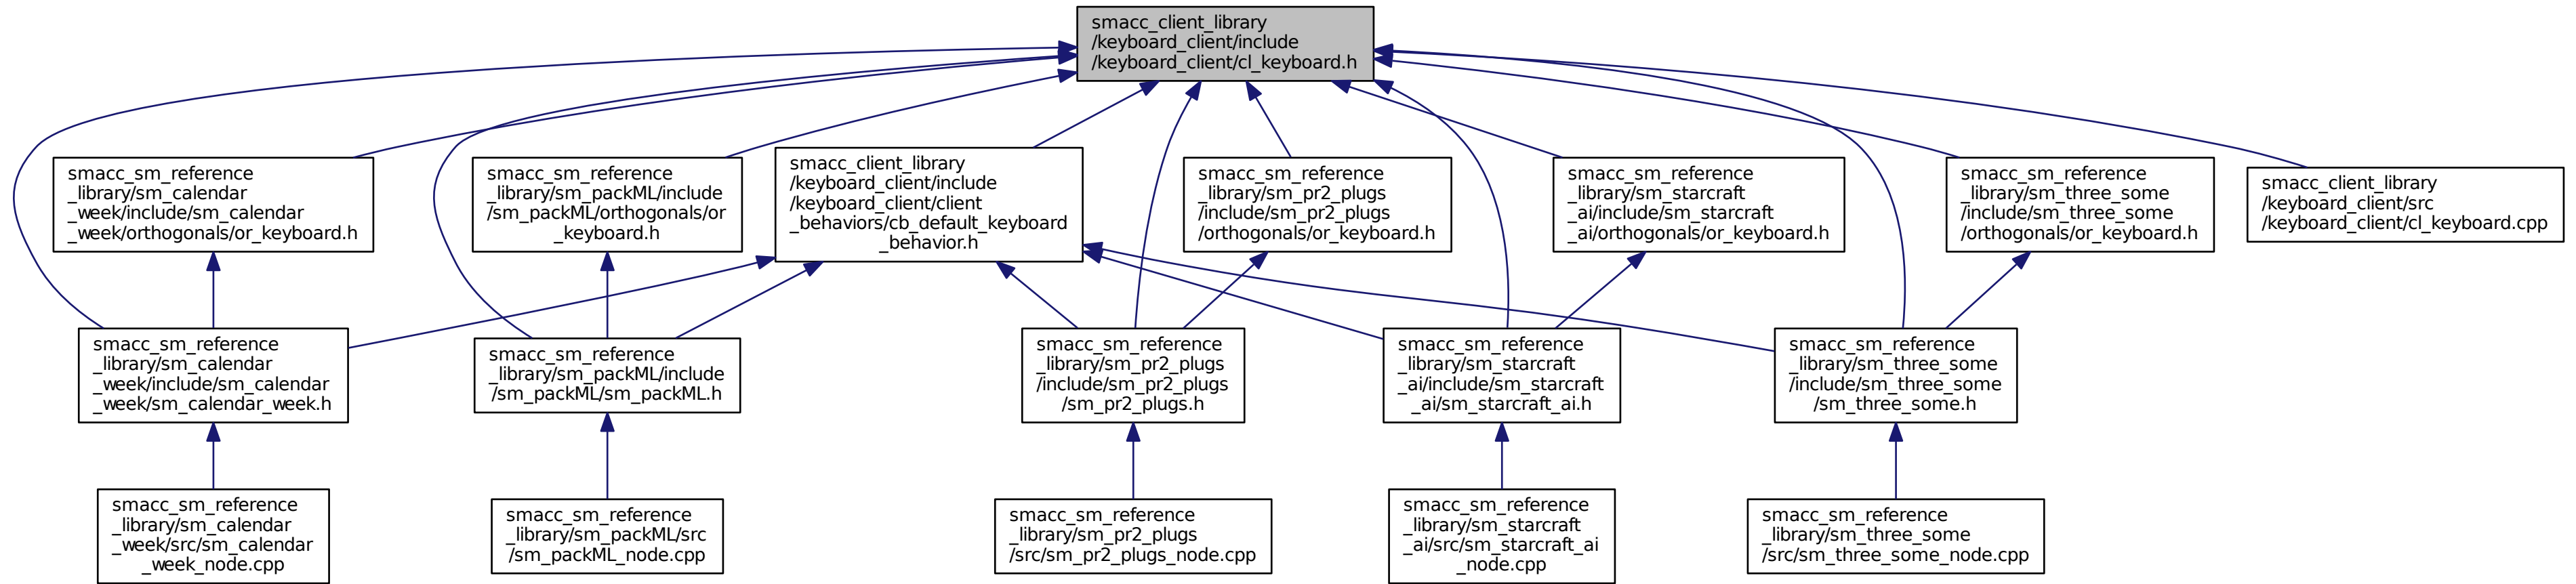 smacc_client_library
/keyboard_client/include
/keyboard_client/cl_keyboard.h
smacc_sm_reference
_library/sm_calendar
_week/include/sm_calendar
_week/orthogonals/or_keyboard.h
smacc_sm_reference
_library/sm_packML/include
/sm_packML/orthogonals/or
_keyboard.h
smacc_client_library
/keyboard_client/include
/keyboard_client/client
_behaviors/cb_default_keyboard
_behavior.h
smacc_sm_reference
_library/sm_pr2_plugs
/include/sm_pr2_plugs
/orthogonals/or_keyboard.h
smacc_sm_reference
_library/sm_starcraft
_ai/include/sm_starcraft
_ai/orthogonals/or_keyboard.h
smacc_sm_reference
_library/sm_three_some
/include/sm_three_some
/orthogonals/or_keyboard.h
smacc_client_library
/keyboard_client/src
/keyboard_client/cl_keyboard.cpp
smacc_sm_reference
_library/sm_calendar
_week/include/sm_calendar
_week/sm_calendar_week.h
smacc_sm_reference
_library/sm_packML/include
/sm_packML/sm_packML.h
smacc_sm_reference
_library/sm_pr2_plugs
/include/sm_pr2_plugs
/sm_pr2_plugs.h
smacc_sm_reference
_library/sm_starcraft
_ai/include/sm_starcraft
_ai/sm_starcraft_ai.h
smacc_sm_reference
_library/sm_three_some
/include/sm_three_some
/sm_three_some.h
smacc_sm_reference
_library/sm_calendar
_week/src/sm_calendar
_week_node.cpp
smacc_sm_reference
_library/sm_packML/src
/sm_packML_node.cpp
smacc_sm_reference
_library/sm_pr2_plugs
/src/sm_pr2_plugs_node.cpp
smacc_sm_reference
_library/sm_starcraft
_ai/src/sm_starcraft_ai
_node.cpp
smacc_sm_reference
_library/sm_three_some
/src/sm_three_some_node.cpp